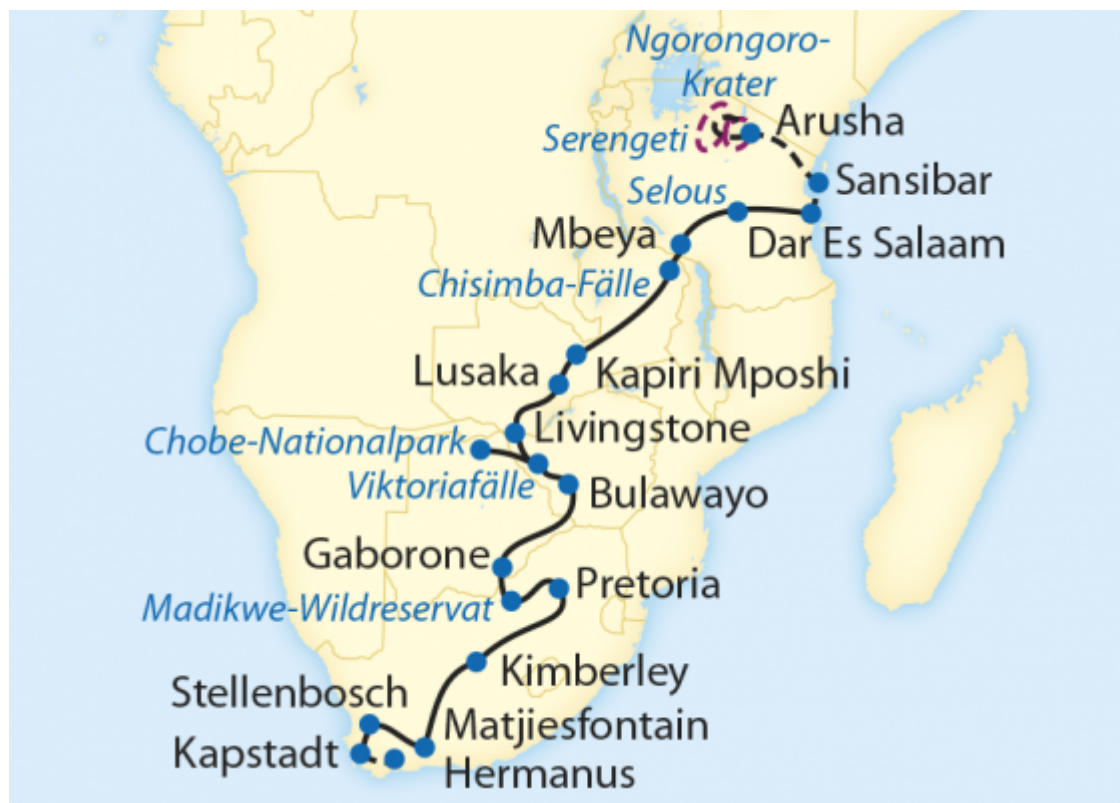 Ngorongoro-
Krater
Arusha
Serengeti
Sansibar
Selous
Mbeya
Dar Es Salaam
Chisimba-Fälle
Lusaka
Kapiri Mposhi
Livingstone
Chobe-Nationalpark
Viktoriafälle
Bulawayo
Gaborone
Pretoria
Madikwe-Wildreservat
Kimberley
Stellenbosch
Matjiesfontain
Kapstadt
Hermanus